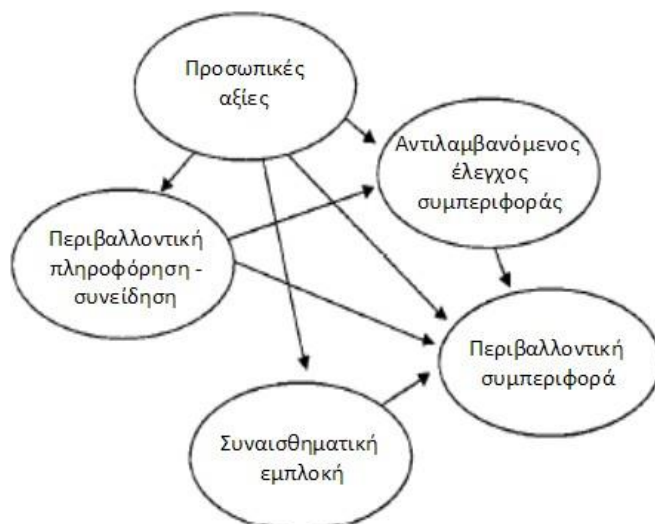 Προσωπικές
αξίες
Αντιλαμβανόμενος
έλεγχος
συμπεριφοράς
Περιβαλλοντική
πληροφόρηση -
συνείδηση
Περιβαλλοντική
συμπεριφορά
Συναισθηματική
εμπλοκή